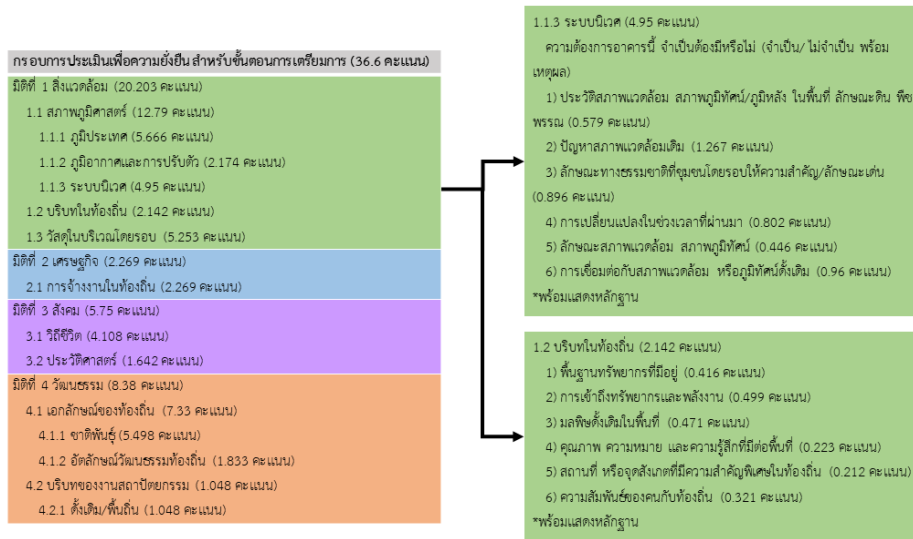 กรอบการประเมินเพื่อความยั่งยืน สำหรับขั้นตอนการเตรียมการ (36.6 คะแนน)
มิติที่ 1 สิ่งแวดล้อม (20.203 คะแนน)
1.1 สภาพภูมิศาสตร์ (12.79 คะแนน)
1.1.1 ภูมิประเทศ (5.666 คะแนน)
1.1.2 ภูมิอากาศและการปรับตัว (2.174 คะแนน)
1.1.3 ระบบนิเวศ (4.95 คะแนน)
1.2 บริบทในท้องถิ่น (2.142 คะแนน)
1.3 วัสดุในบริเวณโดยรอบ (5.253 คะแนน)
มิติที่ 2 เศรษฐกิจ (2.269 คะแนน)
2.1 การจ้างงานในท้องถิ่น (2.269 คะแนน)
มิติที่ 3 สังคม (5.75 คะแนน)
3.1 วิถีชีวิต (4.108 คะแนน)
3.2 ประวัติศาสตร์ (1.642 คะแนน)
มิติที่ 4 วัฒนธรรม (8.38 คะแนน)
4.1 เอกลักษณ์ของท้องถิ่น (7.33 คะแนน)
4.1.1 ชาติพันธุ์ (5.498 คะแนน)
4.1.2 อัตลักษณ์วัฒนธรรมท้องถิ่น (1.833 คะแนน)
4.2 บริบทของงานสถาปัตยกรรม (1.048 คะแนน)
4.2.1 ดั้งเดิม/พื้นถิ่น (1.048 คะแนน)
1.1.3 ระบบนิเวศ (4.95 คะแนน)
ความต้องการอาคารนี้ จำเป็นต้องมีหรือไม่ (จำเป็น/ ไม่จำเป็น พร้อม
เหตุผล)
1) ประวัติสภาพแวดล้อม สภาพภูมิทัศน์/ภูมิหลัง ในพื้นที่ ลักษณะดิน พืช
พรรณ (0.579 คะแนน)
2) ปัญหาสภาพแวดล้อมเดิม (1.267 คะแนน)
3) ลักษณะทางธรรมชาติที่ชุมชนโดยรอบให้ความสำคัญ/ลักษณะเด่น
(0.896 คะแนน)
4) การเปลี่ยนแปลงในช่วงเวลาที่ผ่านมา (0.802 คะแนน)
5) ลักษณะสภาพแวดล้อม สภาพภูมิทัศน์ (0.446 คะแนน)
6) การเชื่อมต่อกับสภาพแวดล้อม หรือภูมิทัศน์ดั้งเดิม (0.96 คะแนน)
*พร้อมแสดงหลักฐาน
1.2 บริบทในท้องถิ่น (2.142 คะแนน)
1) พื้นฐานทรัพยากรที่มีอยู่ (0.416 คะแนน)
2) การเข้าถึงทรัพยากรและพลังงาน (0.499 คะแนน)
3) มลพิษดั้งเดิมในพื้นที่ (0.471 คะแนน)
4) คุณภาพ ความหมาย และความรู้สึกที่มีต่อพื้นที่ (0.223 คะแนน)
5) สถานที่ หรือจุดสังเกตที่มีความสำคัญพิเศษในท้องถิ่น (0.212 คะแนน)
6) ความสัมพันธ์ของคนกับท้องถิ่น (0.321 คะแนน)
*พร้อมแสดงหลักฐาน